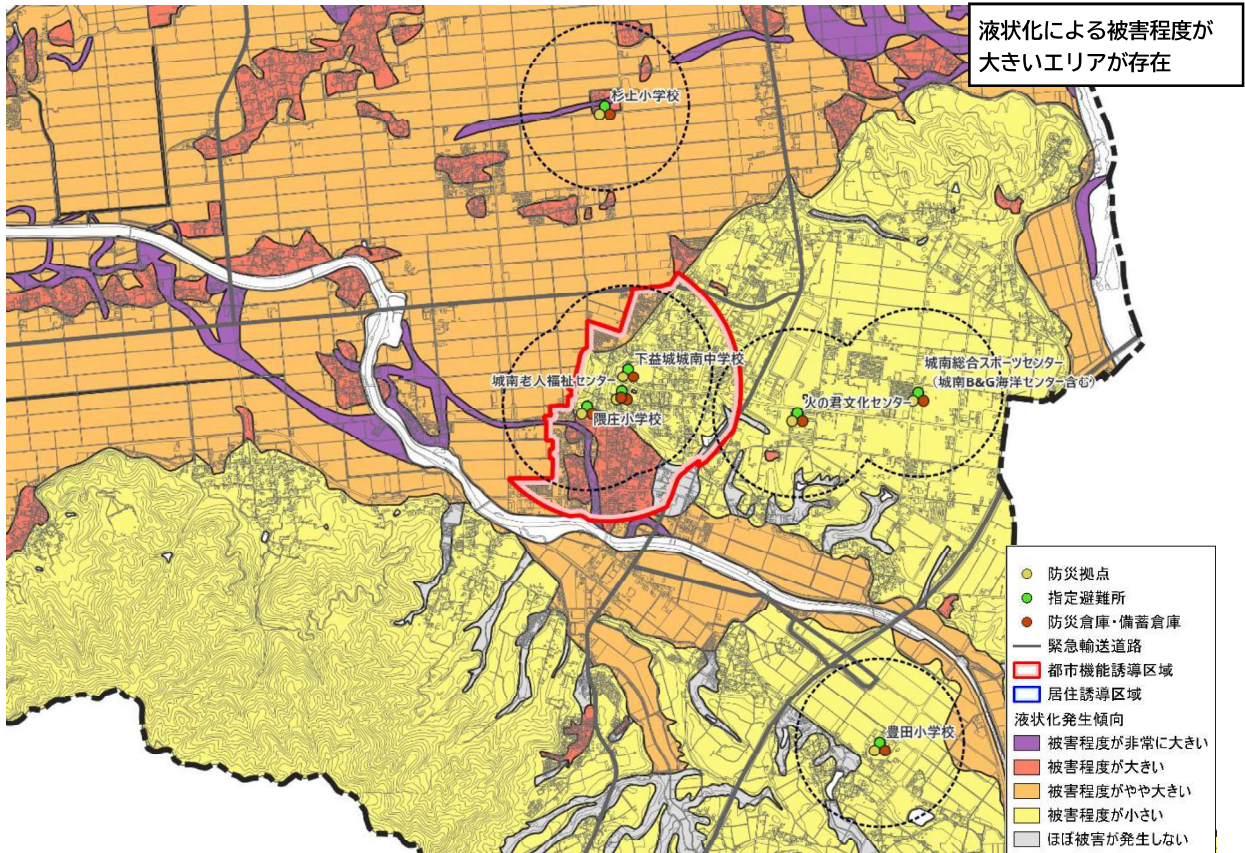 液状化による被害程度が
大きいエリアが存在
杉上小学校
下益城城南中学校
城南老人福祉センター
隈庄小学校
城南総合スポーツセンター
(城南B&G海洋センター含む)
火の君文化センター
豊田小学校
防災拠点
指定避難所
防災倉庫・備蓄倉庫
緊急輸送道路
都市機能誘導区域
居住誘導区域
液状化発生傾向
被害程度が非常に大きい
被害程度が大きい
被害程度がやや大きい
被害程度が小さい
ほぼ被害が発生しない